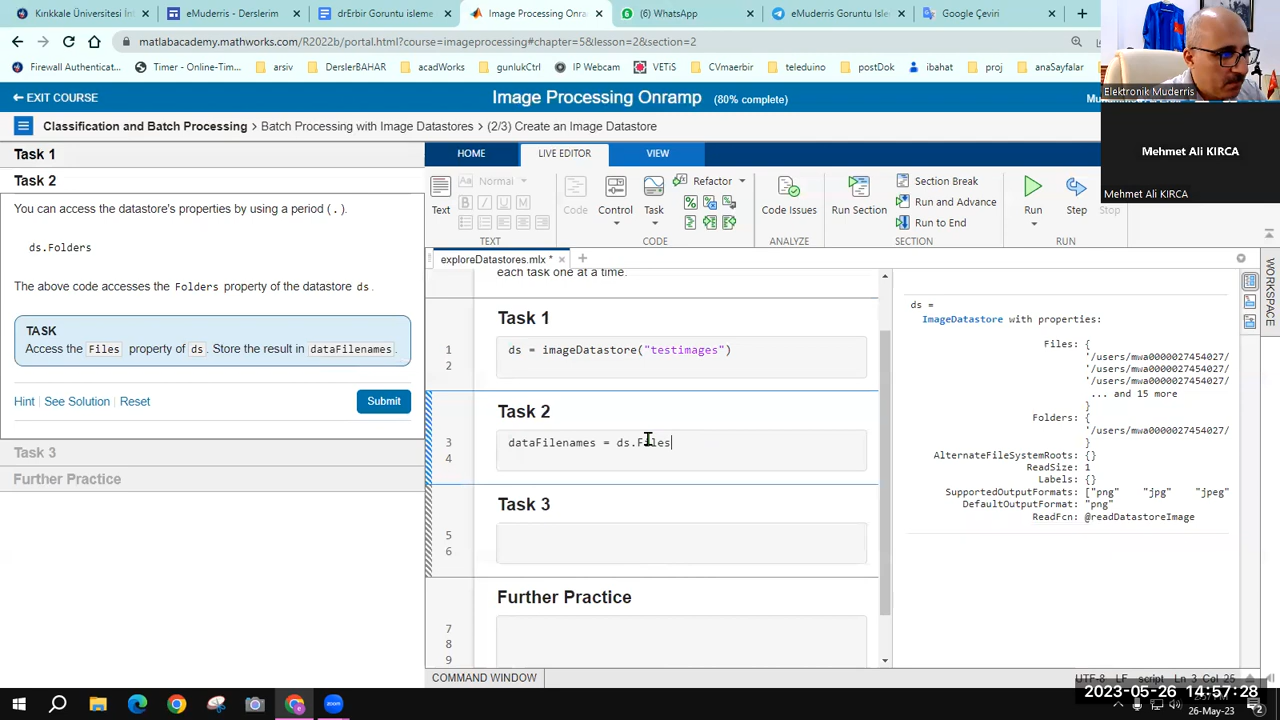 Kırıkkale Üniversitesi İnt
eMuderris - Derslerim
drErbir Goruntu isleme
Image Processing Onramp
(6) WhatsApp
eMuderris Goruntu Isle
Google Çeviri
matlabacademy.mathworks.com/R2022b/portal.html?course=imageprocessing#chapter=5&lesson=2&section=2
Firewall Authenticat
Timer - Online-Tim...
arsiv
DerslerBAHAR
acadWorks
gunlukCtrl
IP Webcam
VETiS
CVmaerbir
teleduino
postDok
ibahat
proj
anaSayfalar
Elektronik Muderris
EXIT COURSE
Image Processing Onramp (80% complete)
Classification and Batch Processing > Batch Processing with Image Datastores > (2/3) Create an Image Datastore
Mehmet Ali KIRCA
Mehmet Ali KIRCA
Task 1
Task 2
You can access the datastore's properties by using a period (.).
ds.Folders
The above code accesses the Folders property of the datastore ds.
TASK
Access the Files property of ds. Store the result in dataFilenames.
Hint See Solution Reset
Submit
Task 3
Further Practice
HOME LIVE EDITOR VIEW
Text
Aa Normal
B I U M
TEXT
Code
Control
Task
Refactor
CODE
Code Issues
ANALYZE
Run Section
Section Break
Run and Advance
Run to End
SECTION
Run
Step
Stop
RUN
exploreDatastores.mlx *
WORKSPACE
each task one at a time.
Task 1
1 ds = imageDatastore("testimages")
2
Task 2
3 dataFilenames = ds.Files
4
Task 3
5
6
Further Practice
7
8
9
ds =
ImageDatastore with properties:
Files: {
'/users/mwa0000027454027/
'/users/mwa0000027454027/
'/users/mwa0000027454027/
... and 15 more
}
Folders: {
'/users/mwa0000027454027/
}
AlternateFileSystemRoots: {}
ReadSize: 1
Labels: {}
SupportedOutputFormats: ["png" "jpg" "jpeg"
DefaultOutputFormat: "png"
ReadFcn: @readDatastoreImage
COMMAND WINDOW
UTF-8 LF script Ln 3 Col 25
2023-05-26 14:57:28
26-May-23